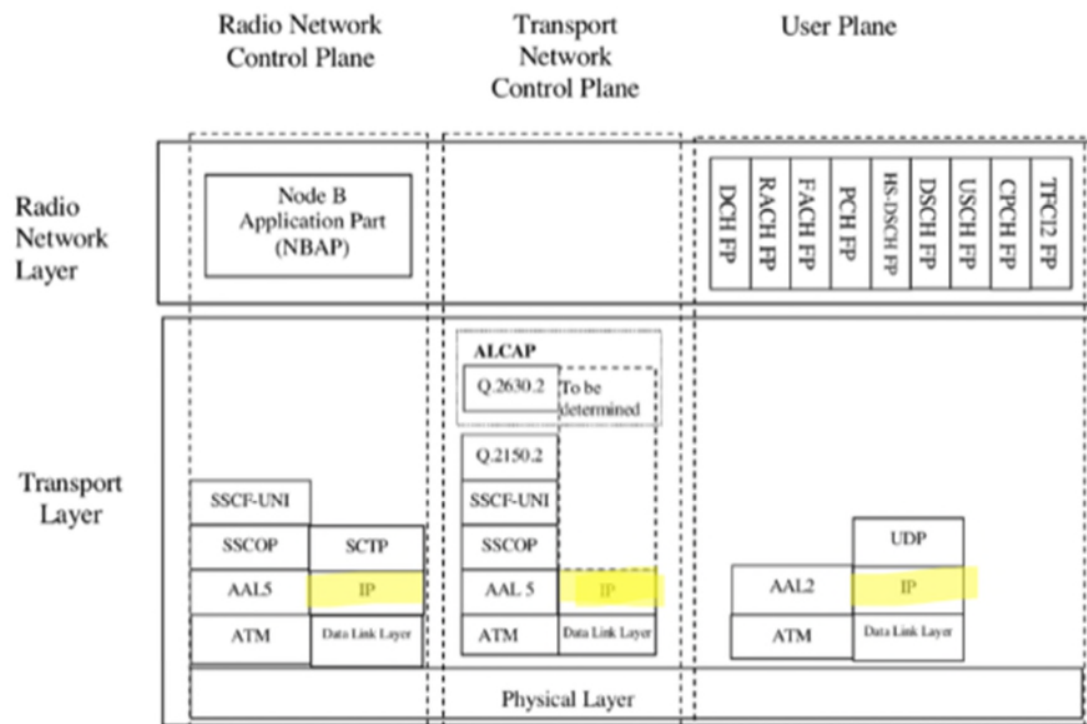 Radio Network
Control Plane
Transport
Network
Control Plane
User Plane
Radio
Network
Layer
Node B
Application Part
(NBAP)
DCH FP
RACH FP
FACH FP
PCH FP
HS-DSCH FP
DSCH FP
USCH FP
CPCH FP
TFCI2 FP
Transport
Layer
ALCAP
Q.2630.2
To be
determined
Q.2150.2
SSCF-UNI
SSCF-UNI
SSCOP
SCTP
SSCOP
UDP
AAL5
IP
AAL 5
IP
AAL2
IP
ATM
Data Link Layer
ATM
Data Link Layer
ATM
Data Link Layer
Physical Layer